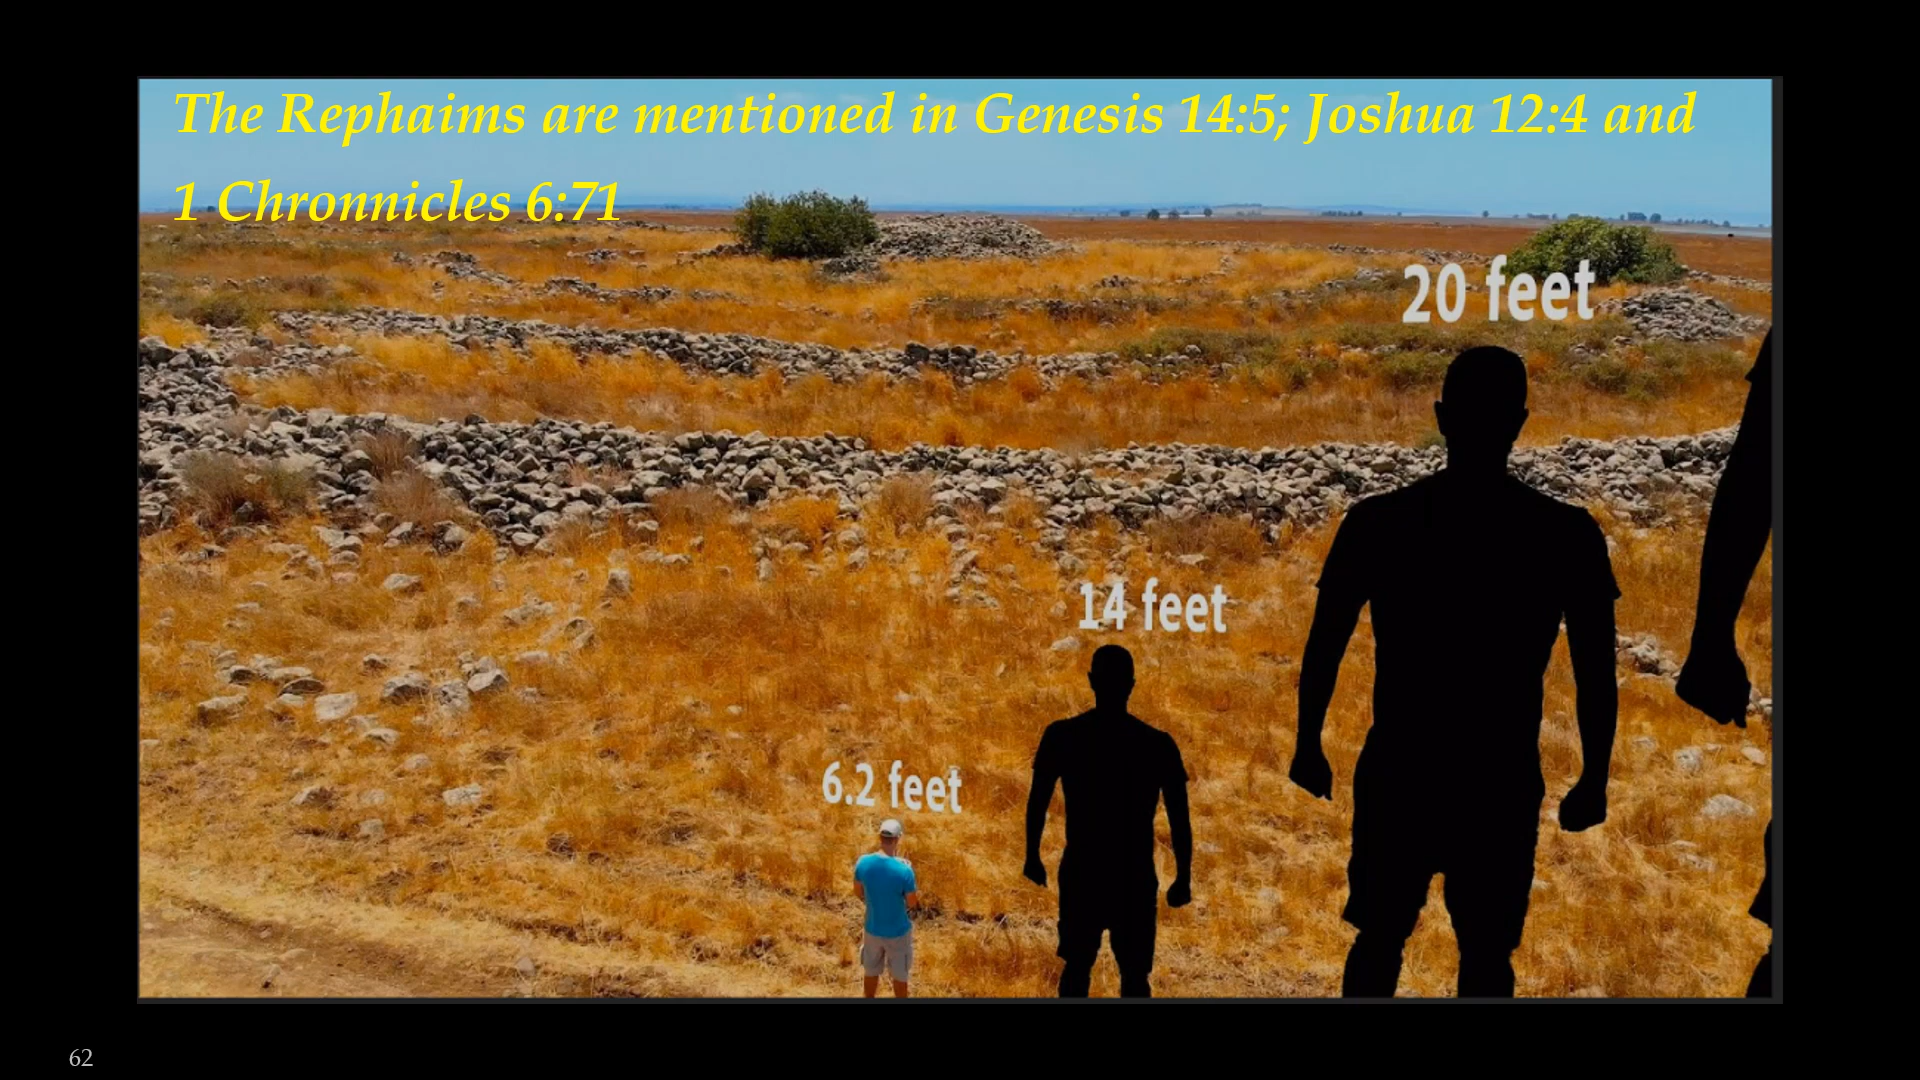 The Rephaims are mentioned in Genesis 14:5; Joshua 12:4 and
1 Chronnicles 6:71
20 feet
14 feet
6.2 feet
62